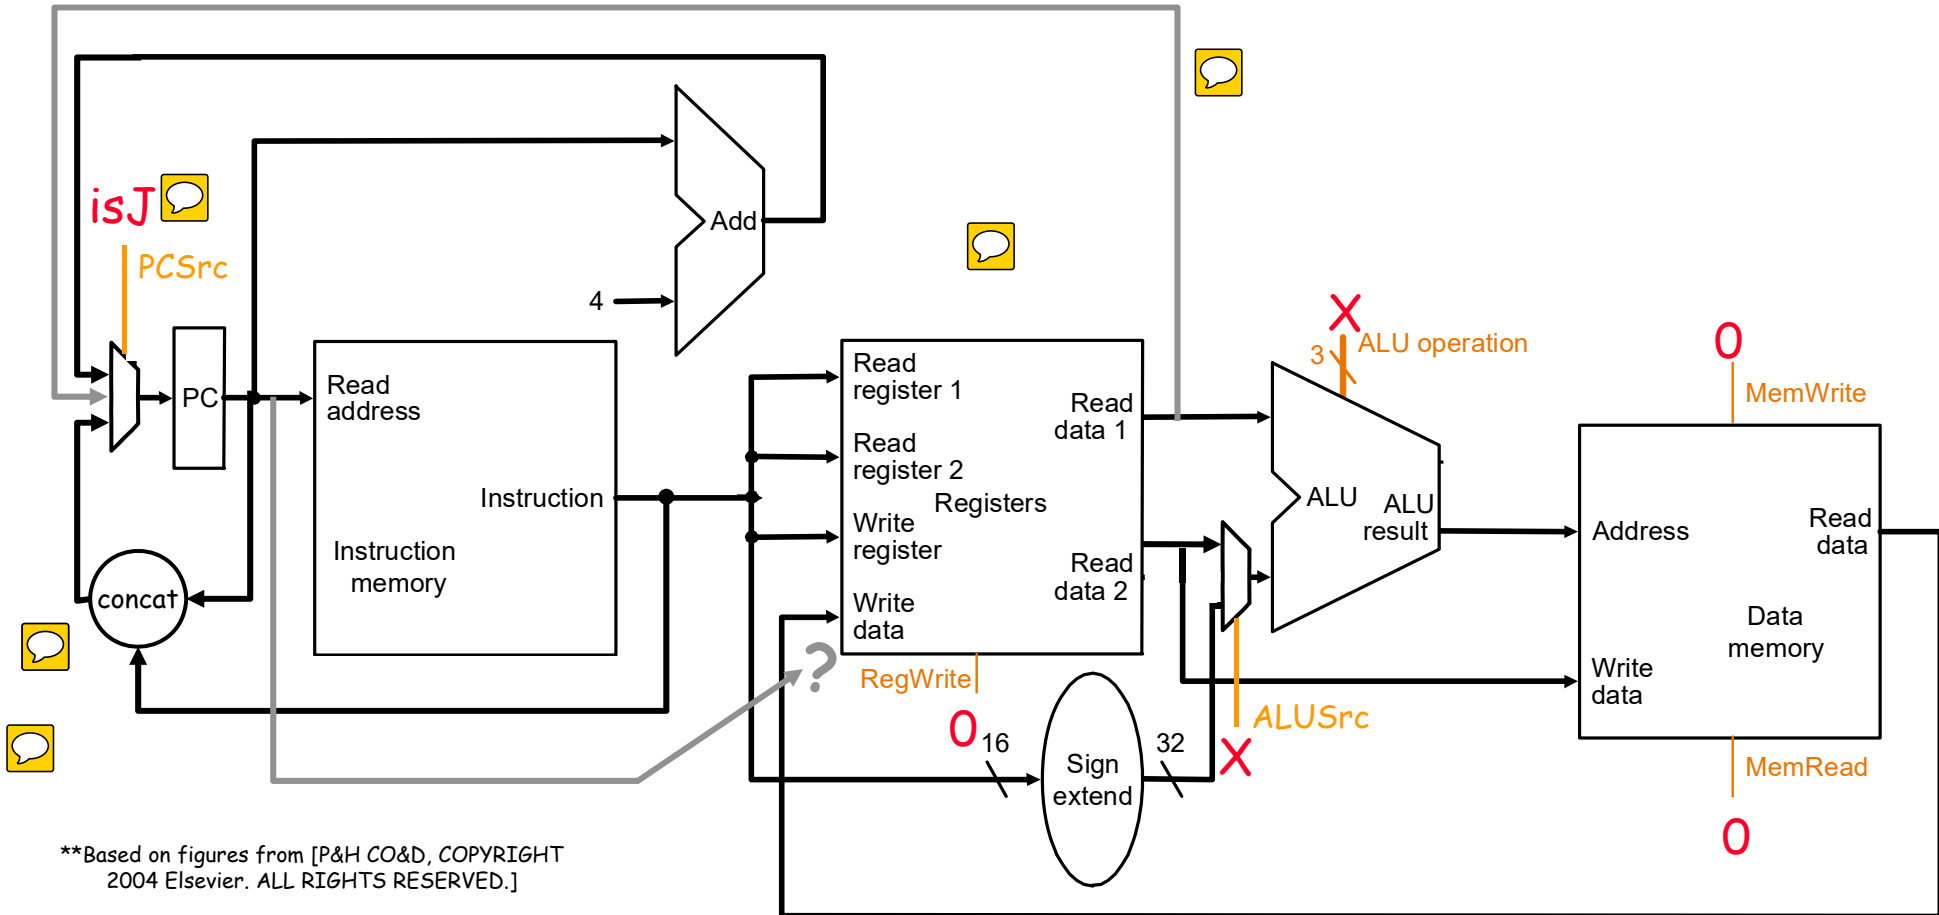 isJ
PCSrc
Add
4
PC
Read
address
Instruction
Instruction
memory
concat
Read
register 1
Read
register 2
Write
register
Write
data
Registers
Read
data 1
Read
data 2
RegWrite
0
?
16
Sign
extend
32
X
3
ALU operation
ALU
ALU
result
ALUSrc
X
0
MemWrite
Address
Read
data
Data
memory
Write
data
MemRead
0
**Based on figures from [P&H CO&D, COPYRIGHT
2004 Elsevier. ALL RIGHTS RESERVED.]